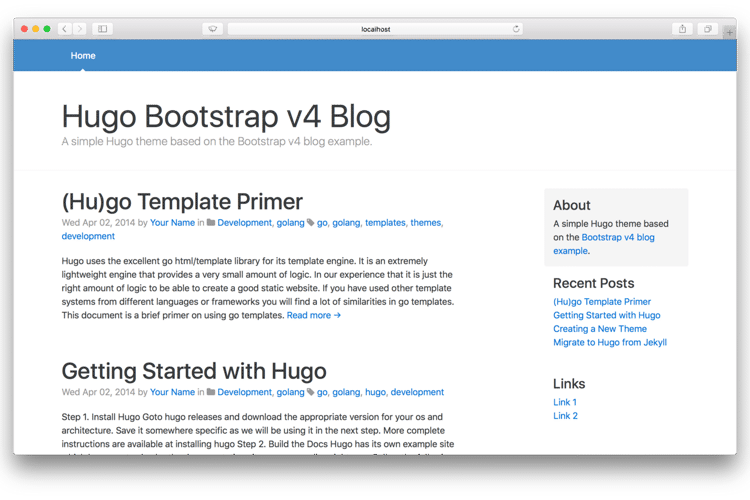 localhost
Home
Hugo Bootstrap v4 Blog
A simple Hugo theme based on the Bootstrap v4 blog example.
(Hu)go Template Primer
Wed Apr 02, 2014 by Your Name in Development, golang go, golang, templates, themes,
development
Hugo uses the excellent go html/template library for its template engine. It is an extremely
lightweight engine that provides a very small amount of logic. In our experience that it is just the
right amount of logic to be able to create a good static website. If you have used other template
systems from different languages or frameworks you will find a lot of similarities in go templates.
This document is a brief primer on using go templates. Read more →
Getting Started with Hugo
Wed Apr 02, 2014 by Your Name in Development, golang go, golang, hugo, development
Step 1. Install Hugo Goto hugo releases and download the appropriate version for your os and
architecture. Save it somewhere specific as we will be using it in the next step. More complete
instructions are available at installing hugo Step 2. Build the Docs Hugo has its own example site
About
A simple Hugo theme based
on the Bootstrap v4 blog
example.
Recent Posts
(Hu)go Template Primer
Getting Started with Hugo
Creating a New Theme
Migrate to Hugo from Jekyll
Links
Link 1
Link 2